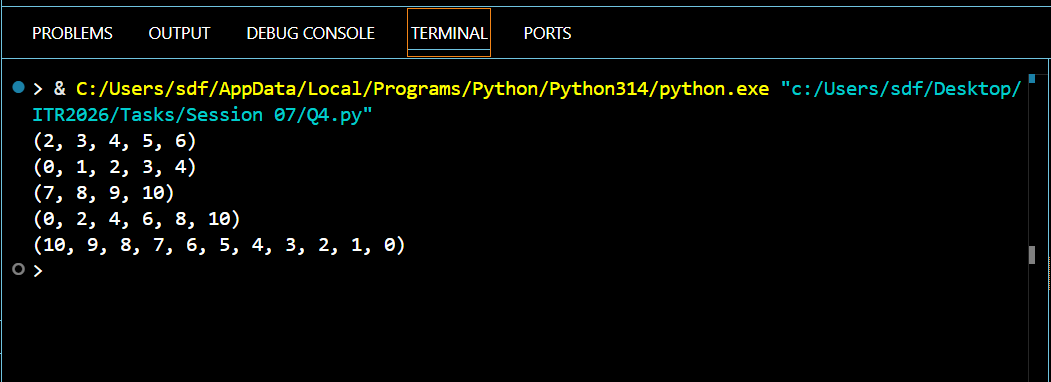 PROBLEMS OUTPUT DEBUG CONSOLE TERMINAL PORTS
> & C:/Users/sdf/AppData/Local/Programs/Python/Python314/python.exe "c:/Users/sdf/Desktop/
ITR2026/Tasks/Session 07/Q4.py"
(2, 3, 4, 5, 6)
(0, 1, 2, 3, 4)
(7, 8, 9, 10)
(0, 2, 4, 6, 8, 10)
(10, 9, 8, 7, 6, 5, 4, 3, 2, 1, 0)
>